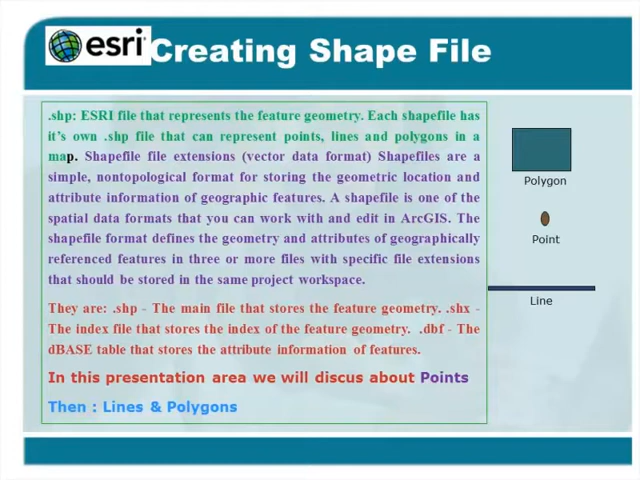 esri Creating Shape File
.shp: ESRI file that represents the feature geometry. Each shapefile has
it's own .shp file that can represent points, lines and polygons in a
map. Shapefile file extensions (vector data format) Shapefiles are a
simple, nontopological format for storing the geometric location and
attribute information of geographic features. A shapefile is one of the
spatial data formats that you can work with and edit in ArcGIS. The
shapefile format defines the geometry and attributes of geographically
referenced features in three or more files with specific file extensions
that should be stored in the same project workspace.
They are: .shp - The main file that stores the feature geometry. .shx -
The index file that stores the index of the feature geometry. .dbf - The
dBASE table that stores the attribute information of features.
In this presentation area we will discus about Points
Then : Lines & Polygons
Polygon
Point
Line